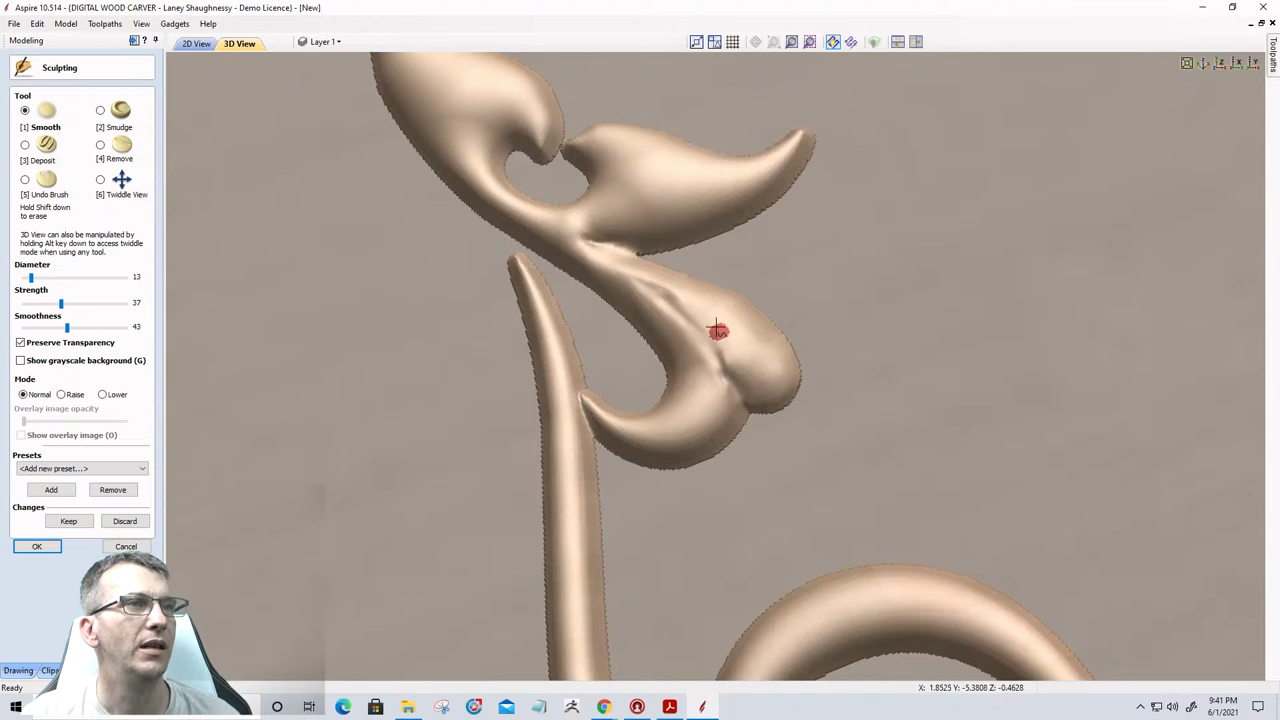 Aspire 10.514 - {DIGITAL WOOD CARVER - Laney Shaughnessy - Demo Licence} - [New]
File Edit Model Toolpaths View Gadgets Help
Modeling
2D View 3D View Layer 1
Toolpaths
Sculpting
Tool
[1] Smooth [2] Smudge
[3] Deposit [4] Remove
[5] Undo Brush [6] Twiddle View
Hold Shift down
to erase
3D View can also be manipulated by
holding Alt key down to access twiddle
mode when using any tool.
Diameter
13
Strength
37
Smoothness
43
Preserve Transparency
Show grayscale background (G)
Mode
Normal Raise Lower
Overlay image opacity
Show overlay image (O)
Presets
<Add new preset...>
Add Remove
Changes
Keep Discard
OK Cancel
Drawing Clip
Ready
X: 1.8525 Y: -5.3808 Z: -0.4628
9:41 PM
6/1/2021